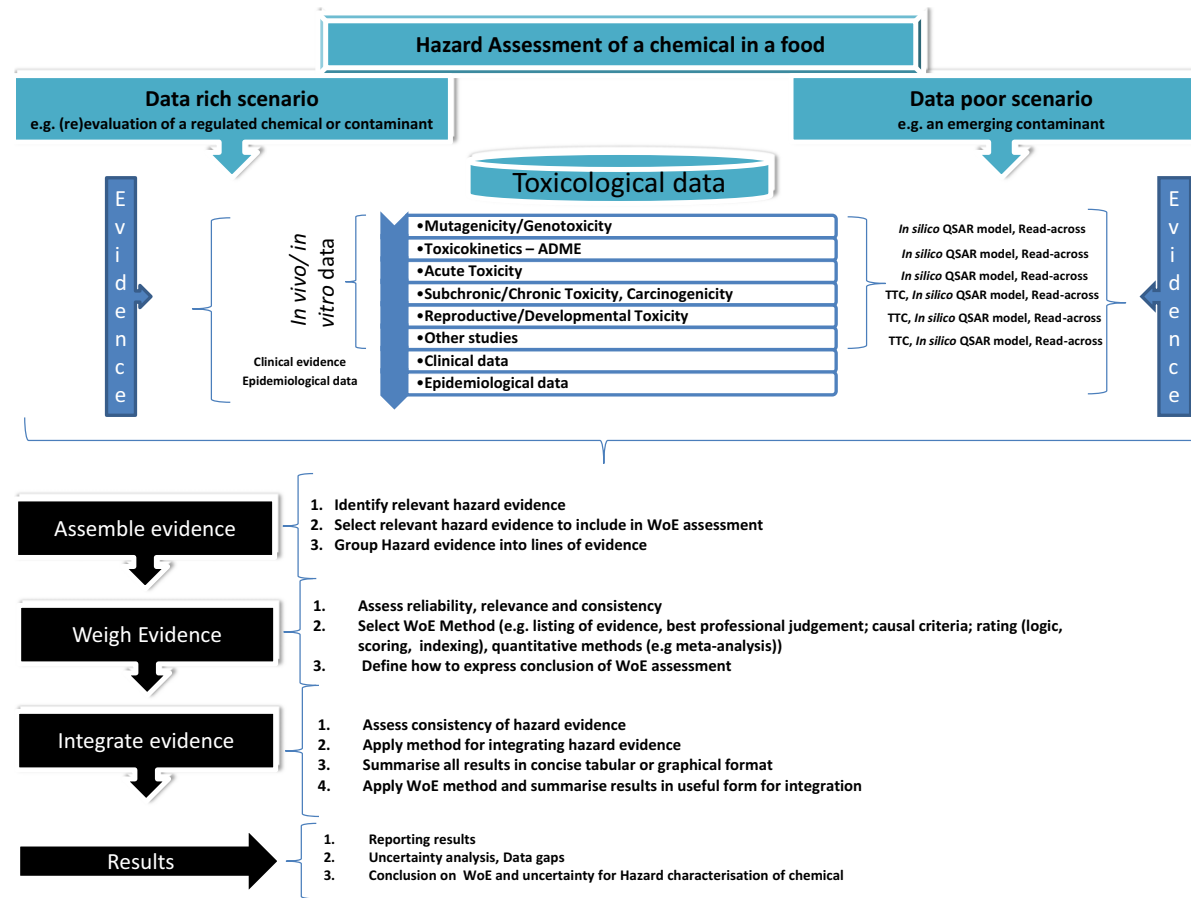 Hazard Assessment of a chemical in a food
Data rich scenario
e.g. (re)evaluation of a regulated chemical or contaminant
Data poor scenario
e.g. an emerging contaminant
Toxicological data
Evidence
In vivo/ in
vitro data
Clinical evidence
Epidemiological data
•Mutagenicity/Genotoxicity
•Toxicokinetics – ADME
•Acute Toxicity
•Subchronic/Chronic Toxicity, Carcinogenicity
•Reproductive/Developmental Toxicity
•Other studies
•Clinical data
•Epidemiological data
In silico QSAR model, Read-across
In silico QSAR model, Read-across
In silico QSAR model, Read-across
TTC, In silico QSAR model, Read-across
TTC, In silico QSAR model, Read-across
TTC, In silico QSAR model, Read-across
Evidence
Assemble evidence
1. Identify relevant hazard evidence
2. Select relevant hazard evidence to include in WoE assessment
3. Group Hazard evidence into lines of evidence
Weigh Evidence
1. Assess reliability, relevance and consistency
2. Select WoE Method (e.g. listing of evidence, best professional judgement; causal criteria; rating (logic,
scoring, indexing), quantitative methods (e.g meta-analysis))
3. Define how to express conclusion of WoE assessment
Integrate evidence
1. Assess consistency of hazard evidence
2. Apply method for integrating hazard evidence
3. Summarise all results in concise tabular or graphical format
4. Apply WoE method and summarise results in useful form for integration
Results
1. Reporting results
2. Uncertainty analysis, Data gaps
3. Conclusion on WoE and uncertainty for Hazard characterisation of chemical